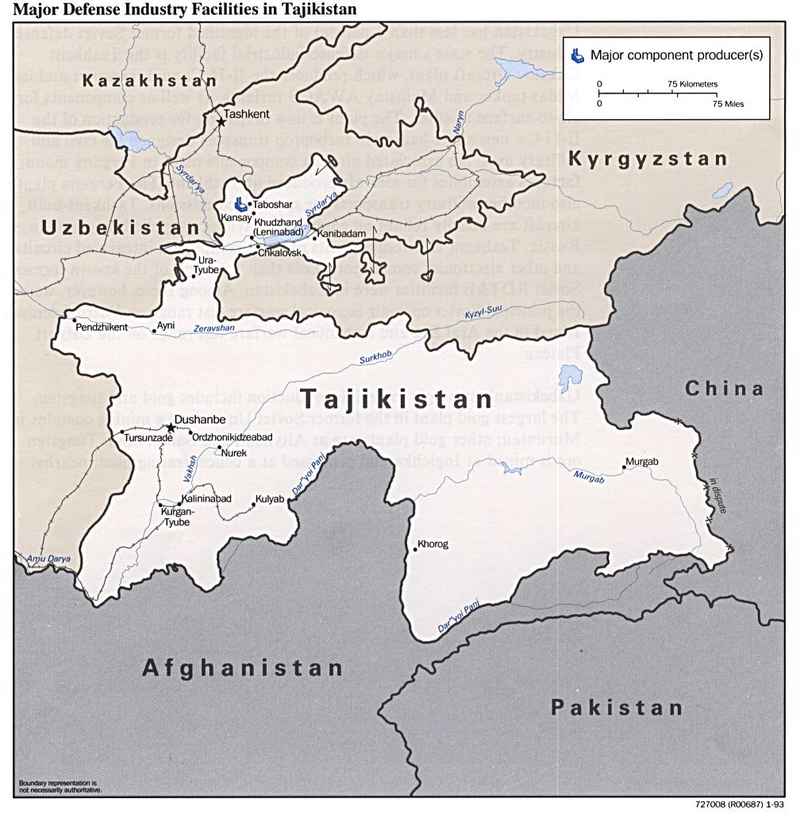 Major Defense Industry Facilities in Tajikistan
Major component producer(s)
0 75 Kilometers
0 75 Miles
Kazakhstan
Tashkent
Naryn
Kyrgyzstan
Syrdar'ya
Taboshar
Kansay
Syrdar'ya
Uzbekistan
Khudzhand
(Leninabad)
Kanibadam
Chkalovsk
Ura-
Tyube
Kyzyl-Suu
Pendzhikent
Ayni
Zeravshan
Surkhob
China
Tajikistan
Dushanbe
Tursunzade
Ordzhonikidzeabad
Nurek
Vakhsh
Dar"yoi Panj
Murgab
Murgab
in dispute
Kalininabad
Kulyab
Kurgan-
Tyube
Khorog
Amu Darya
Dar"yoi Panj
Afghanistan
Pakistan
Boundary representation is
not necessarily authoritative.
727008 (R00687) 1-93